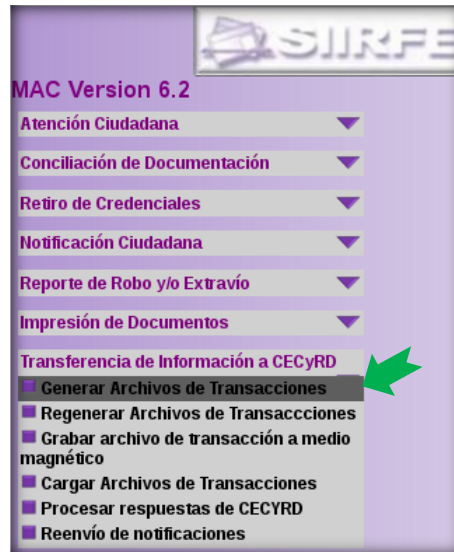 SIIRFE
MAC Version 6.2
Atención Ciudadana
Conciliación de Documentación
Retiro de Credenciales
Notificación Ciudadana
Reporte de Robo y/o Extravío
Impresión de Documentos
Transferencia de Información a CECyRD
Generar Archivos de Transacciones
Regenerar Archivos de Transaccciones
Grabar archivo de transacción a medio
magnético
Cargar Archivos de Transacciones
Procesar respuestas de CECYRD
Reenvío de notificaciones